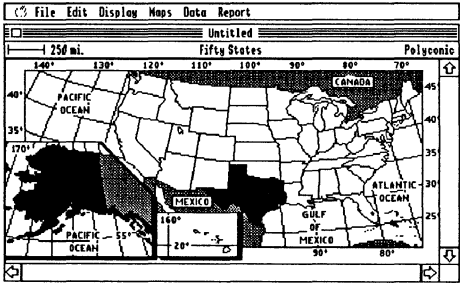 File Edit Display Maps Data Report
Untitled
250 mi. Fifty States Polyconic
140° 130° 120° 110° 100° 90° 80° 70°
CANADA
45°
40° PACIFIC OCEAN 40°
35° 35°
170°
30° 30°
MEXICO
ATLANTIC OCEAN
160° GULF OF MEXICO 25°
PACIFIC OCEAN 55°
20°
90° 80°